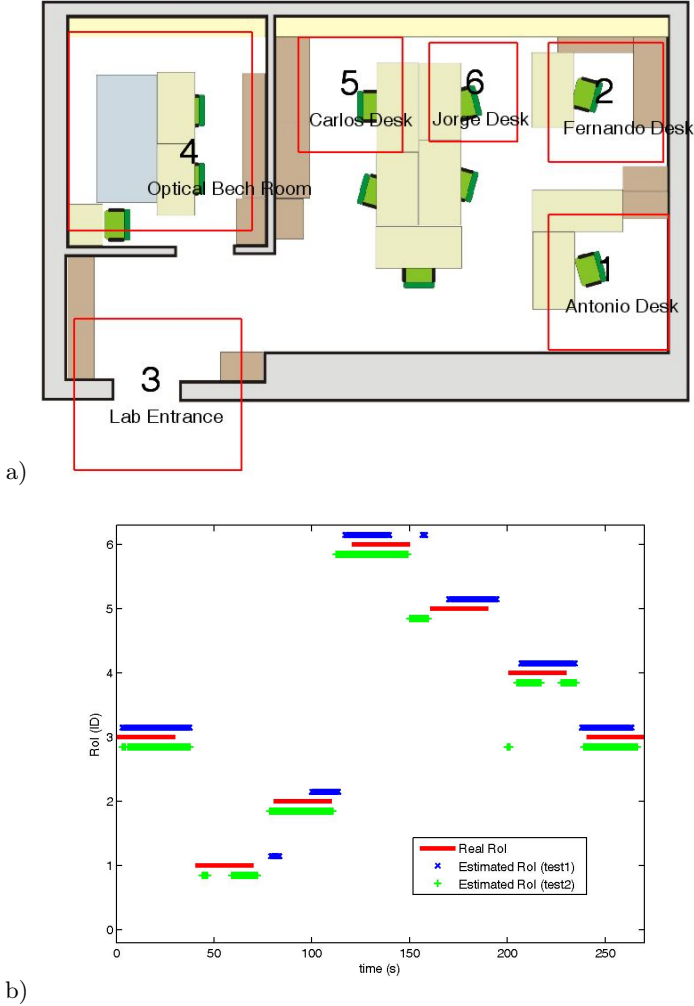 5
6
2
Carlos Desk
Jorge Desk
Fernando Desk
4
Optical Bech Room
1
Antonio Desk
3
Lab Entrance
a)
6
5
4
3
2
1
0
RoI (ID)
Real RoI
Estimated RoI (test1)
Estimated RoI (test2)
0 50 100 150 200 250
time (s)
b)